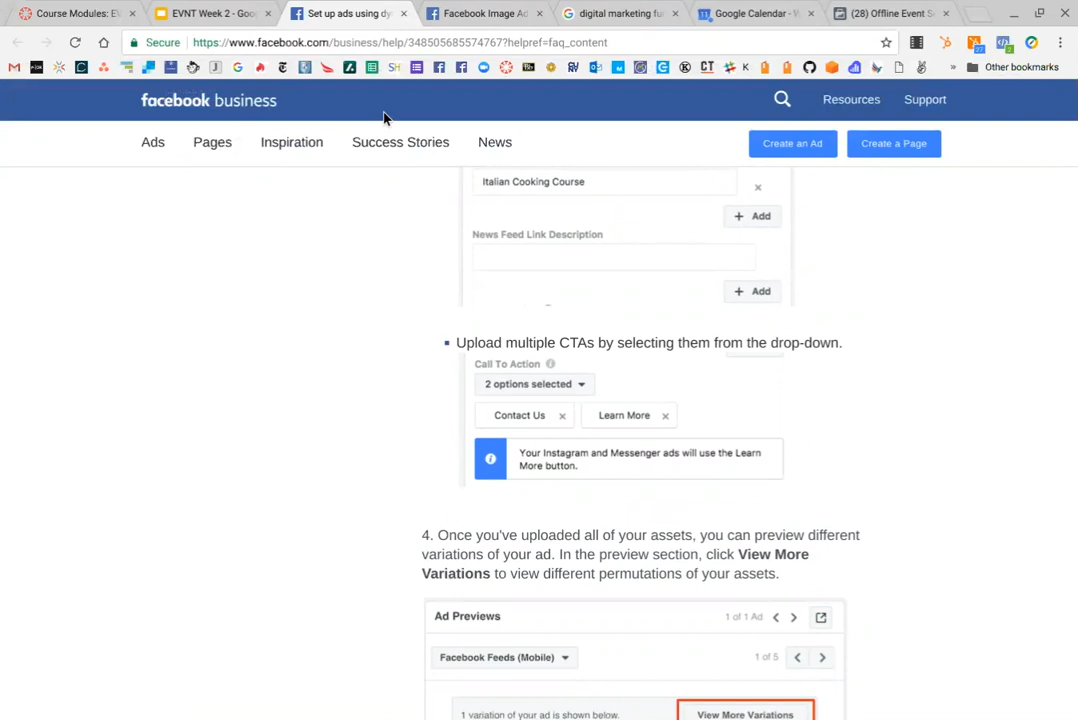 Course Modules: EV
EVNT Week 2 - Goo
Set up ads using dy
Facebook Image Ad
digital marketing fu
Google Calendar - W
(28) Offline Event Se
Secure
https://www.facebook.com/business/help/348505685574767?helpref=faq_content
Other bookmarks
facebook business
Resources
Support
Ads
Pages
Inspiration
Success Stories
News
Create an Ad
Create a Page
Italian Cooking Course
+ Add
News Feed Link Description
+ Add
Upload multiple CTAs by selecting them from the drop-down.
Call To Action
2 options selected
Contact Us
Learn More
Your Instagram and Messenger ads will use the Learn
More button.
4. Once you've uploaded all of your assets, you can preview different
variations of your ad. In the preview section, click View More
Variations to view different permutations of your assets.
Ad Previews
1 of 1 Ad
Facebook Feeds (Mobile)
1 of 5
1 variation of your ad is shown below.
View More Variations